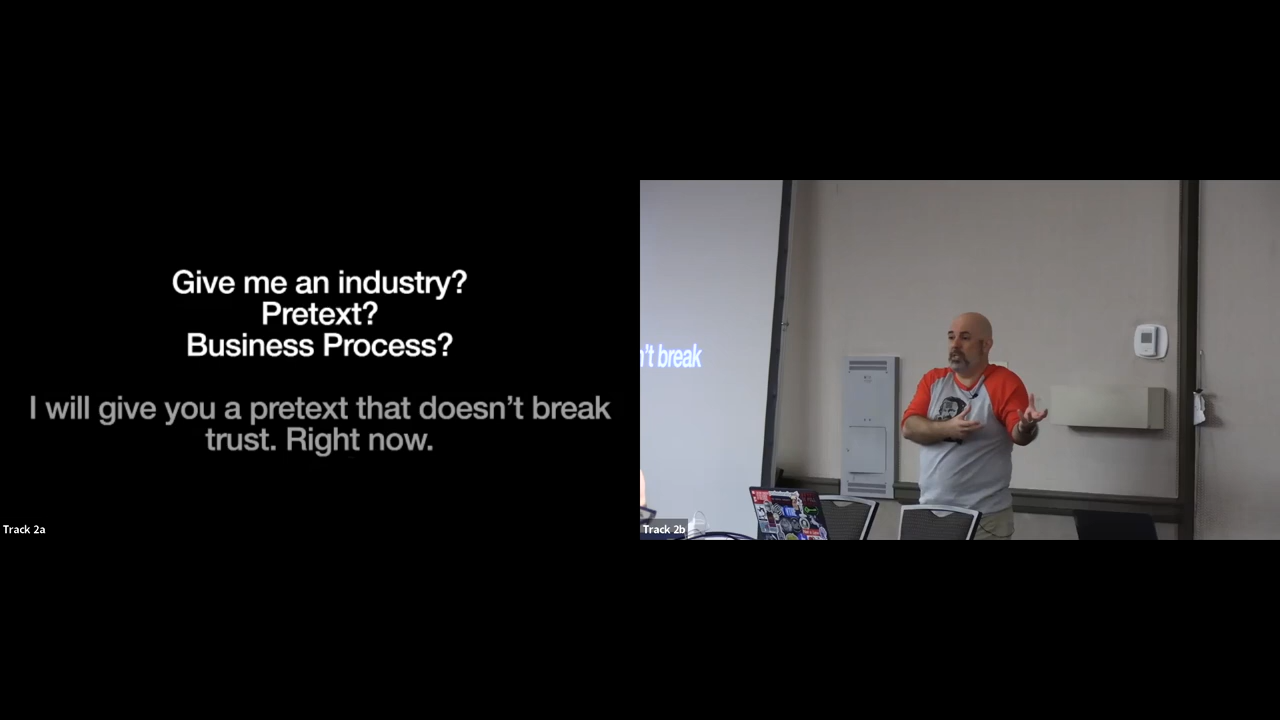 Give me an industry?
Pretext?
Business Process?
I will give you a pretext that doesn't break
trust. Right now.
Track 2a
't break
Track 2b